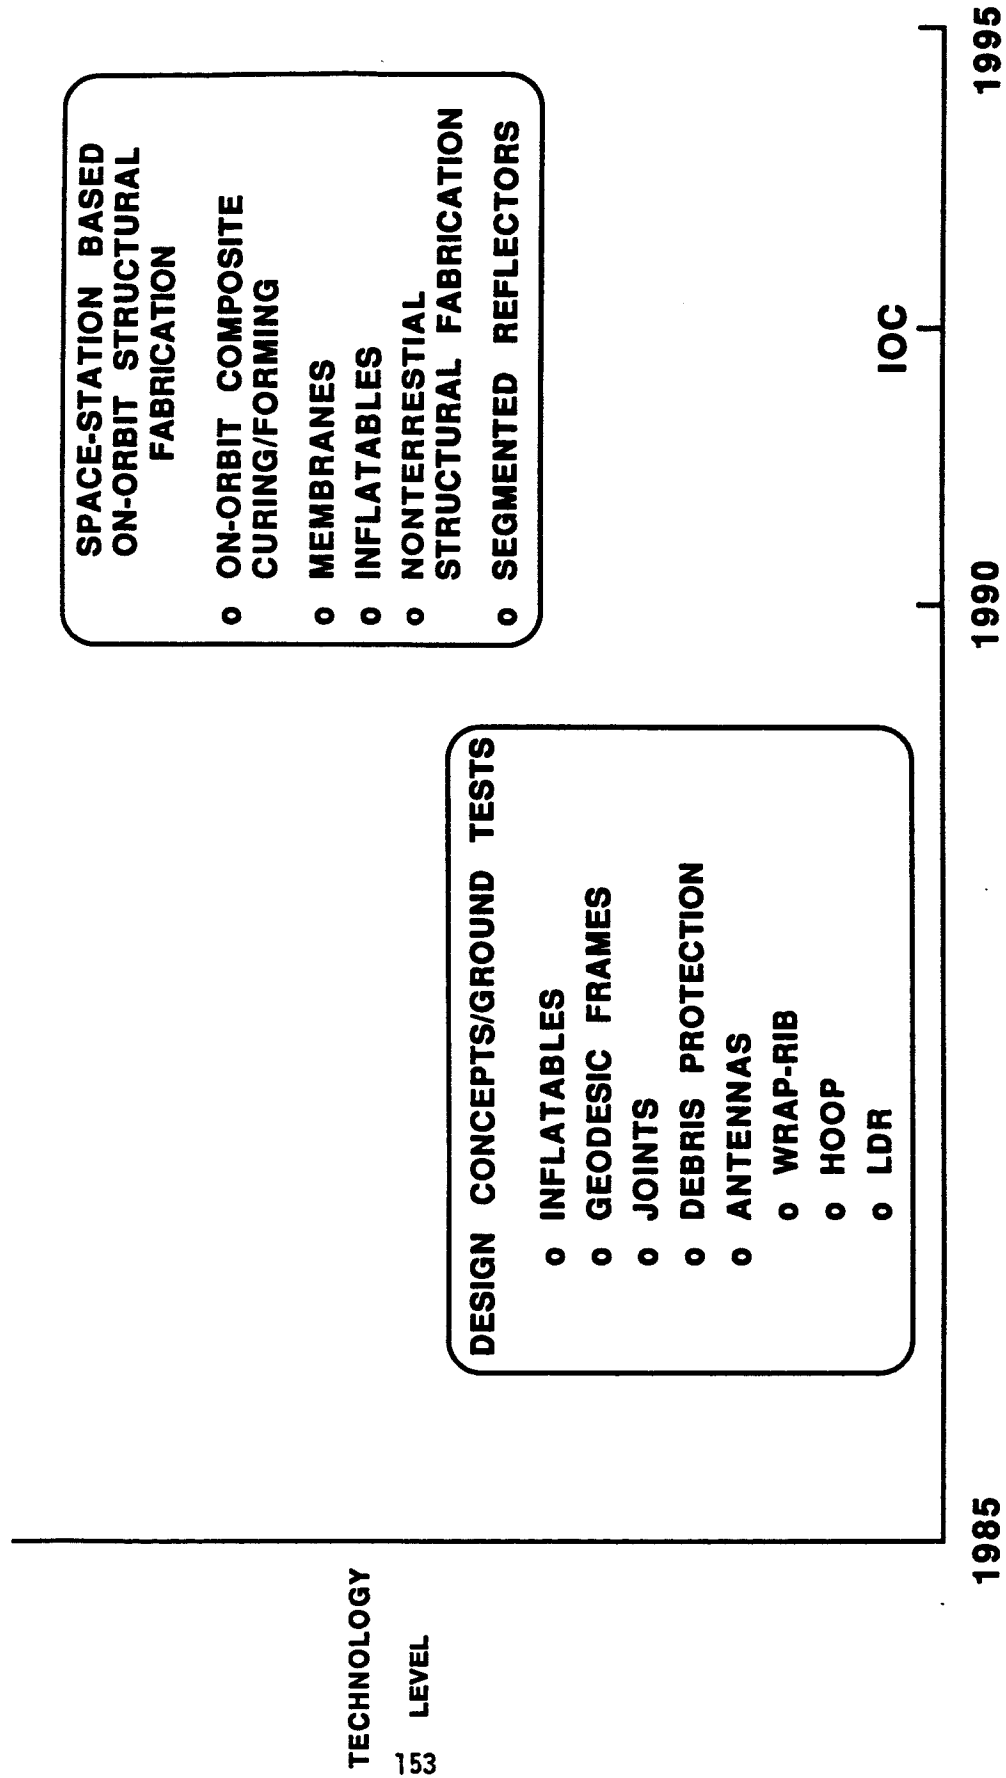 TECHNOLOGY
LEVEL
SPACE-STATION BASED
ON-ORBIT STRUCTURAL
FABRICATION
o ON-ORBIT COMPOSITE
CURING/FORMING
o MEMBRANES
o INFLATABLES
o NONTERRESTIAL
STRUCTURAL FABRICATION
o SEGMENTED REFLECTORS
DESIGN CONCEPTS/GROUND TESTS
o INFLATABLES
o GEODESIC FRAMES
o JOINTS
o DEBRIS PROTECTION
o ANTENNAS
o WRAP-RIB
o HOOP
o LDR
IOC
1985
1990
1995
153